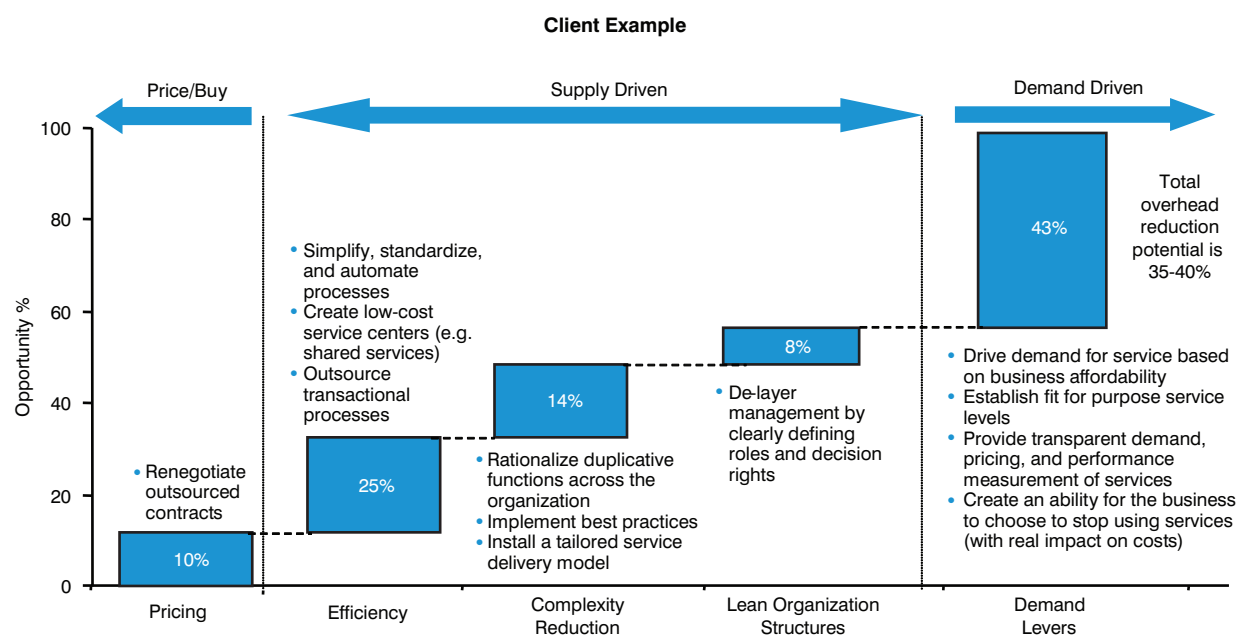 Client Example
Price/Buy
Supply Driven
Demand Driven
Opportunity %
100
80
60
40
20
0
10%
25%
14%
8%
43%
• Renegotiate
outsourced
contracts
• Simplify, standardize,
and automate
processes
• Create low-cost
service centers (e.g.
shared services)
• Outsource
transactional
processes
• Rationalize duplicative
functions across the
organization
• Implement best practices
• Install a tailored service
delivery model
• De-layer
management by
clearly defining
roles and decision
rights
Total
overhead
reduction
potential is
35-40%
• Drive demand for service based
on business affordability
• Establish fit for purpose service
levels
• Provide transparent demand,
pricing, and performance
measurement of services
• Create an ability for the business
to choose to stop using services
(with real impact on costs)
Pricing
Efficiency
Complexity
Reduction
Lean Organization
Structures
Demand
Levers